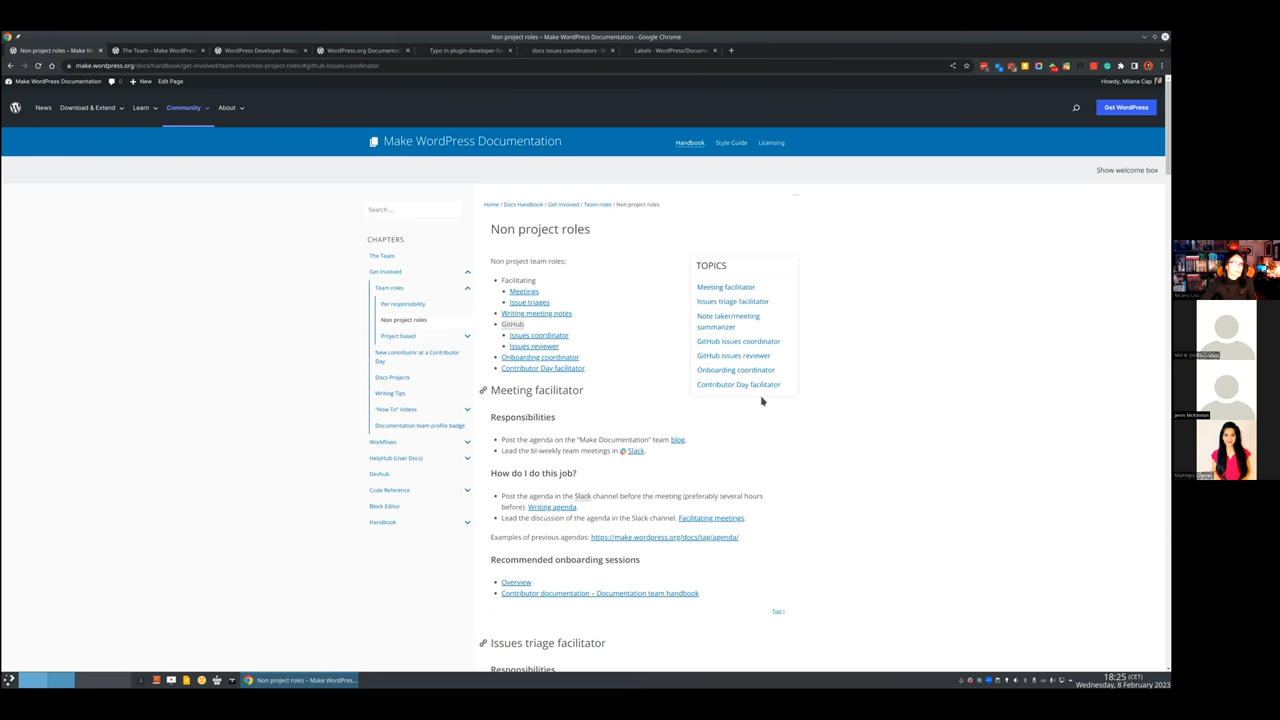 Non project roles – Make WordPress Documentation - Google Chrome
Non project roles – Make W
The Team – Make WordPre
WordPress Developer Reso
WordPress.org Documenta
Typo in plugin-developer-fa
docs issues coordinators · W
Labels · WordPress/Docume
make.wordpress.org/docs/handbook/get-involved/team-roles/non-project-roles/#github-issues-coordinator
Make WordPress Documentation 0 + New Edit Page Howdy, Milana Cap
News Download & Extend Learn Community About Get WordPress
Make WordPress Documentation Handbook Style Guide Licensing
Show welcome box
Search ...
CHAPTERS
The Team
Get Involved
Team roles
Per responsibility
Non project roles
Project based
New contributor at a Contributor
Day
Docs Projects
Writing Tips
"How To" Videos
Documentation team profile badge
Workflows
HelpHub (User Docs)
Devhub
Code Reference
Block Editor
Handbook
Home / Docs Handbook / Get Involved / Team roles / Non project roles
Non project roles
Non project team roles:
• Facilitating
• Meetings
• Issue triages
• Writing meeting notes
• GitHub
• Issues coordinator
• Issues reviewer
• Onboarding coordinator
• Contributor Day facilitator
TOPICS
Meeting facilitator
Issues triage facilitator
Note taker/meeting
summarizer
GitHub issues coordinator
GitHub issues reviewer
Onboarding coordinator
Contributor Day facilitator
Meeting facilitator
Responsibilities
• Post the agenda on the "Make Documentation" team blog.
• Lead the bi-weekly team meetings in Slack.
How do I do this job?
• Post the agenda in the Slack channel before the meeting (preferably several hours
before). Writing agenda.
• Lead the discussion of the agenda in the Slack channel. Facilitating meetings.
Examples of previous agendas: https://make.wordpress.org/docs/tag/agenda/
Recommended onboarding sessions
• Overview
• Contributor documentation – Documentation team handbook
Top ↑
Issues triage facilitator
Responsibilities
Jenni McKinnon
Non project roles – Make WordPres...
18:25 (CET)
Wednesday, 8 February 2023